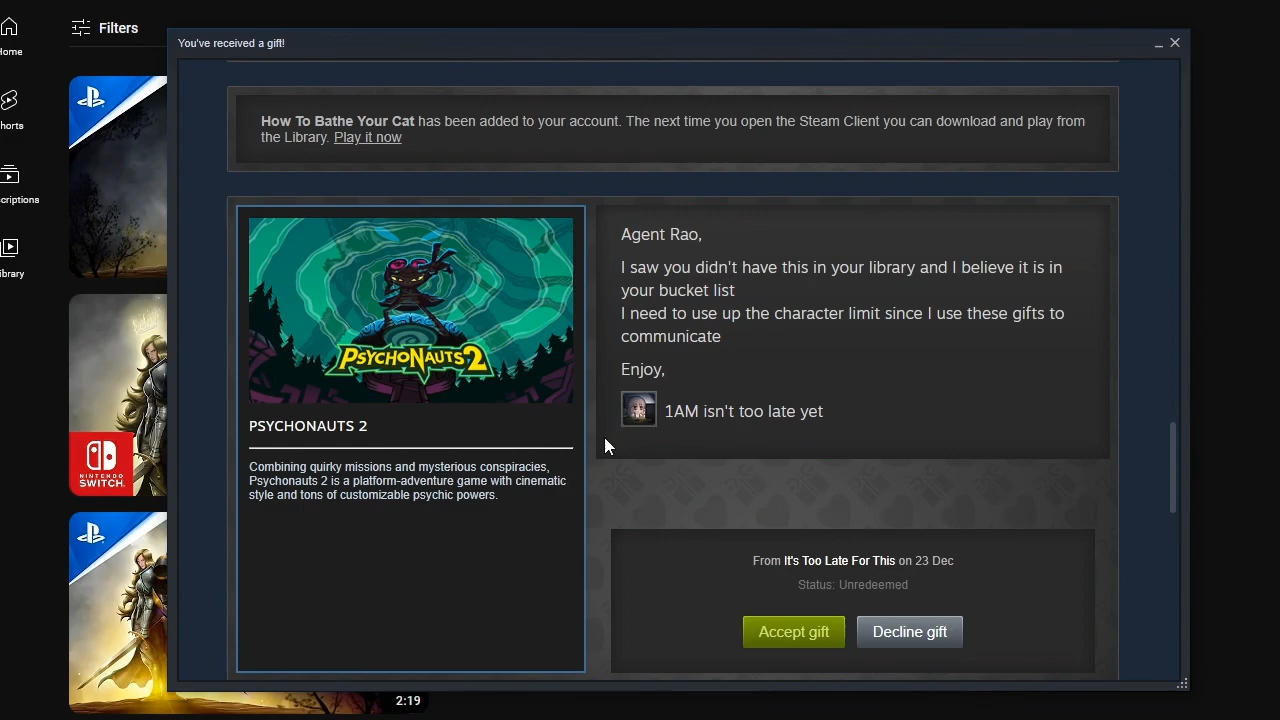 Filters
Home
horts
criptions
ibrary
You've received a gift!
How To Bathe Your Cat has been added to your account. The next time you open the Steam Client you can download and play from
the Library. Play it now
PSYCHONAUTS 2
PSYCHONAUTS 2
Combining quirky missions and mysterious conspiracies,
Psychonauts 2 is a platform-adventure game with cinematic
style and tons of customizable psychic powers.
Agent Rao,
I saw you didn't have this in your library and I believe it is in
your bucket list
I need to use up the character limit since I use these gifts to
communicate
Enjoy,
1AM isn't too late yet
From It's Too Late For This on 23 Dec
Status: Unredeemed
Accept gift
Decline gift
NINTENDO
SWITCH
2:19